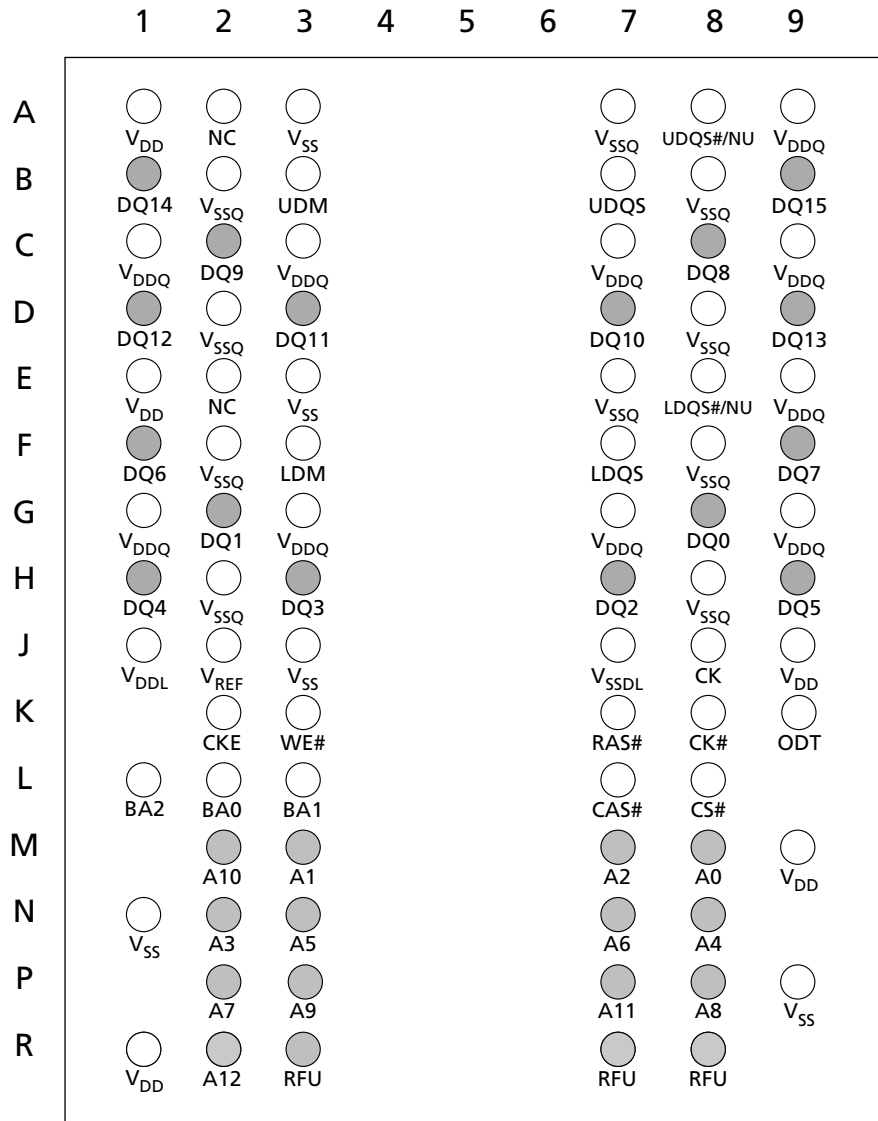 1 2 3 4 5 6 7 8 9
A
VDD NC VSS VSSQ UDQS#/NU VDDQ
B
DQ14 VSSQ UDM UDQS VSSQ DQ15
C
VDDQ DQ9 VDDQ VDDQ DQ8 VDDQ
D
DQ12 VSSQ DQ11 DQ10 VSSQ DQ13
E
VDD NC VSS VSSQ LDQS#/NU VDDQ
F
DQ6 VSSQ LDM LDQS VSSQ DQ7
G
VDDQ DQ1 VDDQ VDDQ DQ0 VDDQ
H
DQ4 VSSQ DQ3 DQ2 VSSQ DQ5
J
VDDL VREF VSS VSSDL CK VDD
K
CKE WE# RAS# CK# ODT
L
BA2 BA0 BA1 CAS# CS#
M
A10 A1 A2 A0 VDD
N
VSS A3 A5 A6 A4
P
A7 A9 A11 A8 VSS
R
VDD A12 RFU RFU RFU